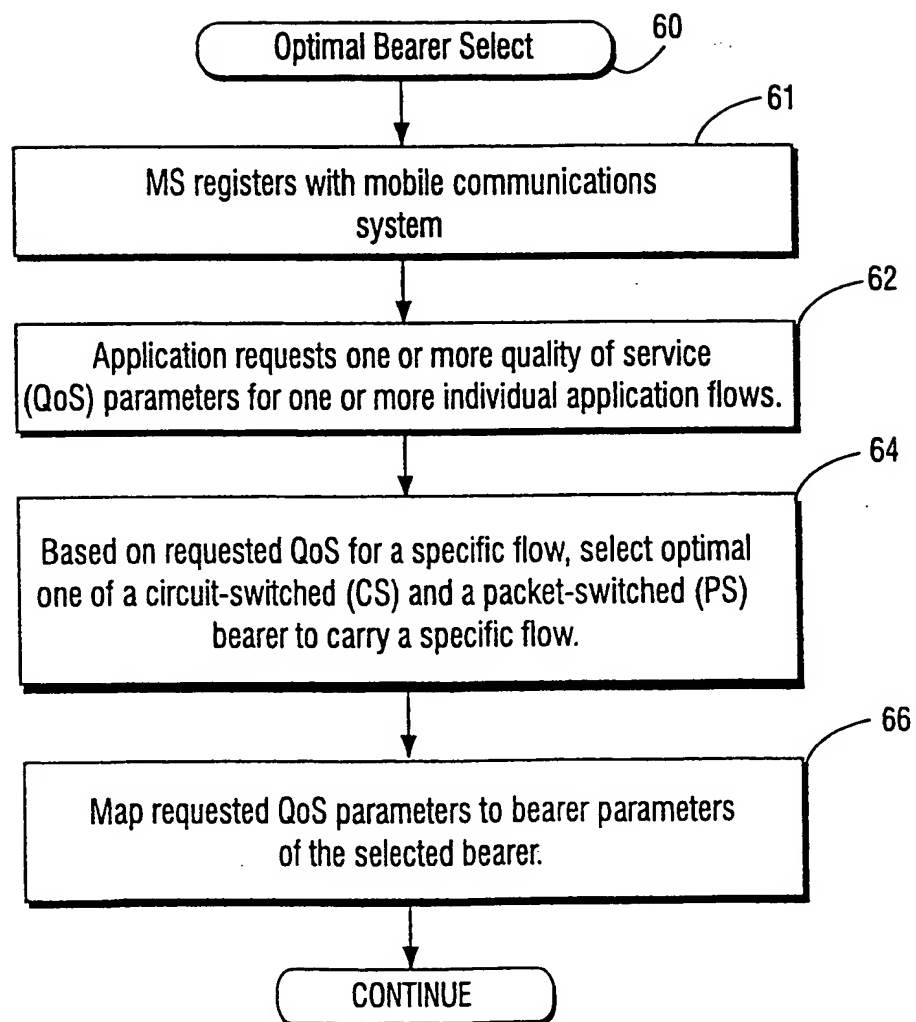 Optimal Bearer Select
60
61
MS registers with mobile communications
system
62
Application requests one or more quality of service
(QoS) parameters for one or more individual application flows.
64
Based on requested QoS for a specific flow, select optimal
one of a circuit-switched (CS) and a packet-switched (PS)
bearer to carry a specific flow.
66
Map requested QoS parameters to bearer parameters
of the selected bearer.
CONTINUE